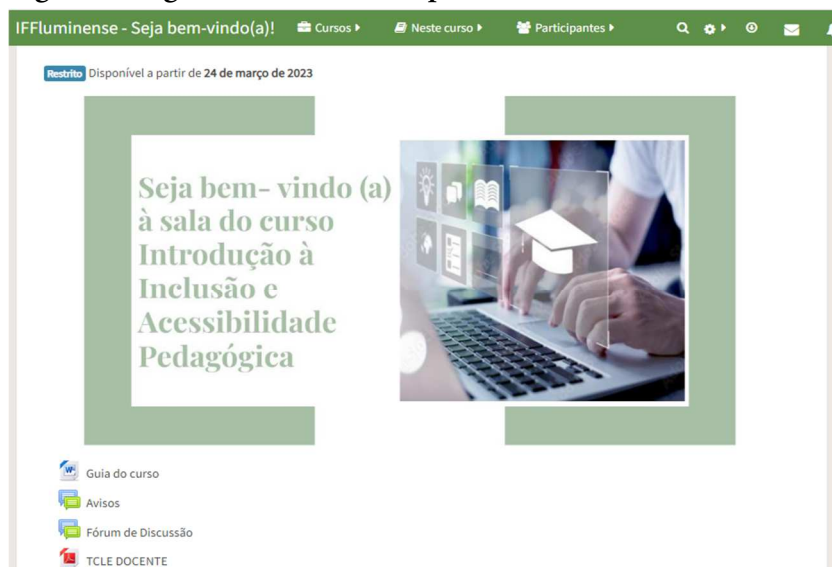 IFFluminense - Seja bem-vindo(a)! Cursos Neste curso Participantes
Restrito Disponível a partir de 24 de março de 2023
Seja bem- vindo (a)
à sala do curso
Introdução à
Inclusão e
Acessibilidade
Pedagógica
Guia do curso
Avisos
Fórum de Discussão
TCLE DOCENTE